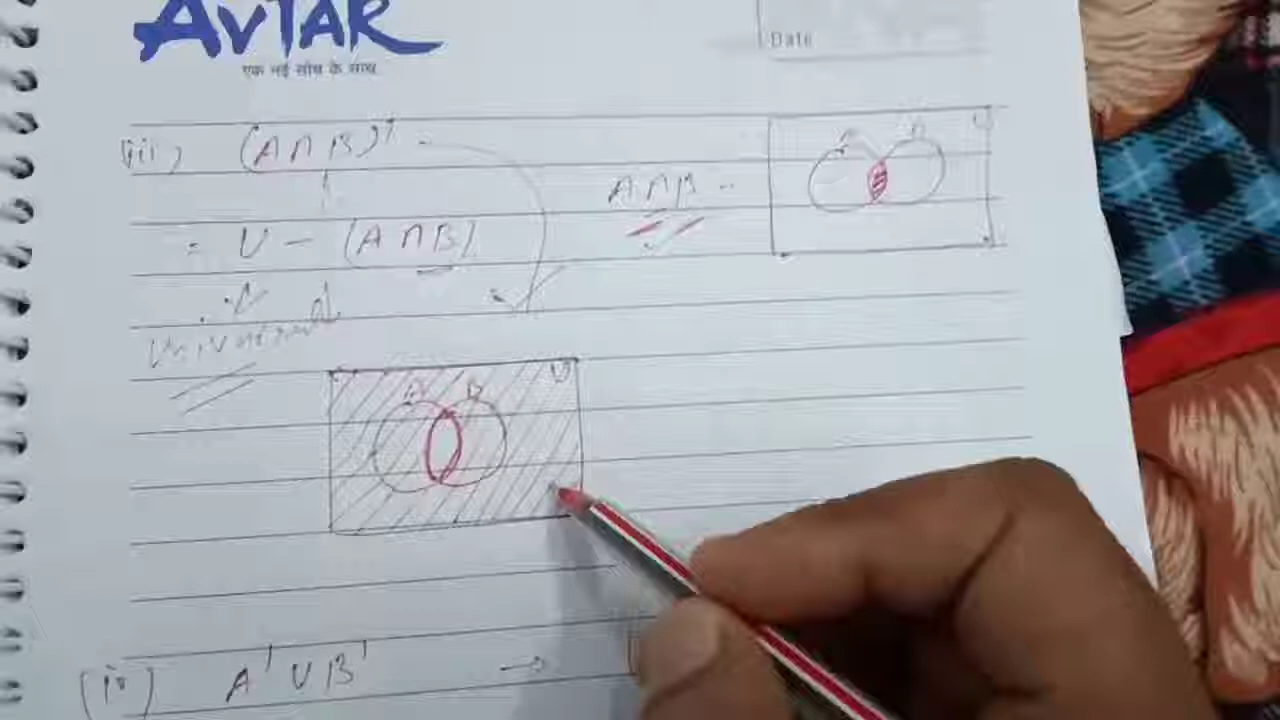 AVTAR
एक नई सोच के साथ
Date
(iii) (A∩B)'
A∩B
A B U
U - (A∩B)
Universal
A B U
(iv) A'∪B' →